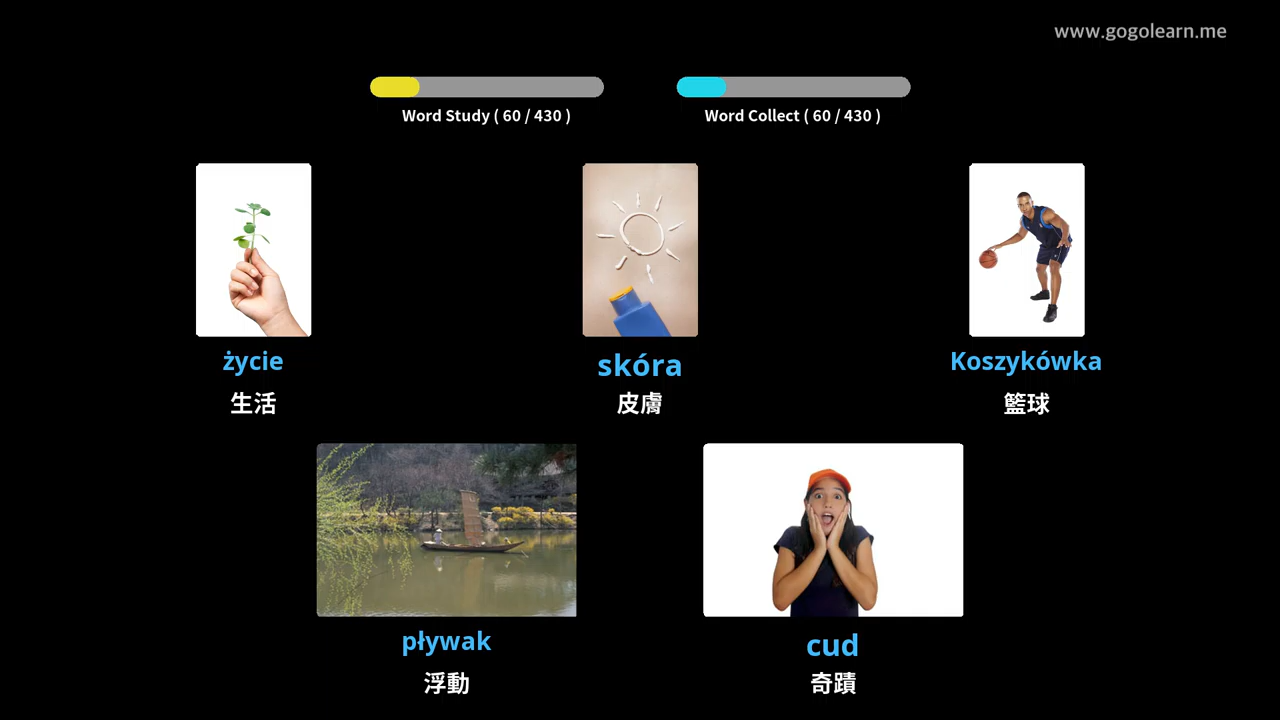 www.gogolearn.me
Word Study ( 60 / 430 )
Word Collect ( 60 / 430 )
życie
生活
skóra
皮膚
Koszykówka
籃球
pływak
浮動
cud
奇蹟